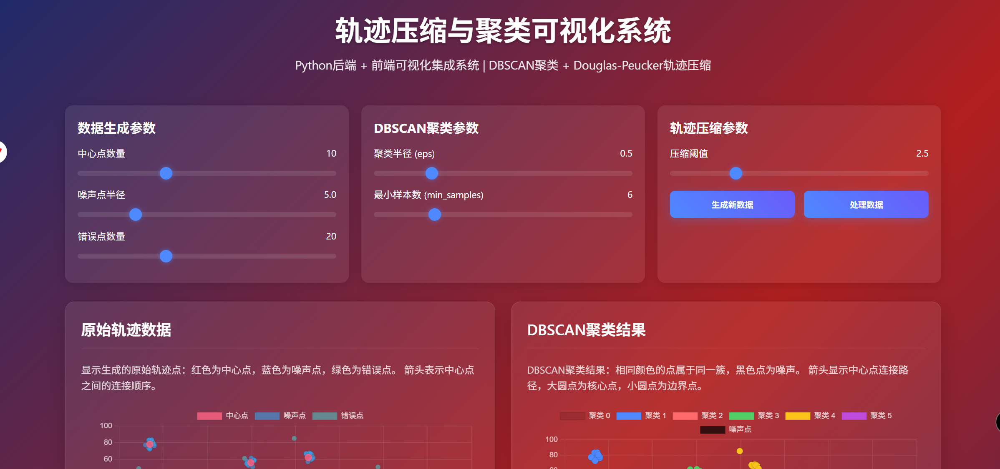 轨迹压缩与聚类可视化系统
Python后端 + 前端可视化集成系统 | DBSCAN聚类 + Douglas-Peucker轨迹压缩
数据生成参数
中心点数量 10
噪声点半径 5.0
错误点数量 20
DBSCAN聚类参数
聚类半径 (eps) 0.5
最小样本数 (min_samples) 6
轨迹压缩参数
压缩阈值 2.5
生成新数据 处理数据
原始轨迹数据
显示生成的原始轨迹点：红色为中心点，蓝色为噪声点，绿色为错误点。 箭头表示中心点
之间的连接顺序。
中心点 噪声点 错误点
100
80
60
DBSCAN聚类结果
DBSCAN聚类结果：相同颜色的点属于同一簇，黑色点为噪声。 箭头显示中心点连接路
径，大圆点为核心点，小圆点为边界点。
聚类 0 聚类 1 聚类 2 聚类 3 聚类 4 聚类 5
噪声点
100
80